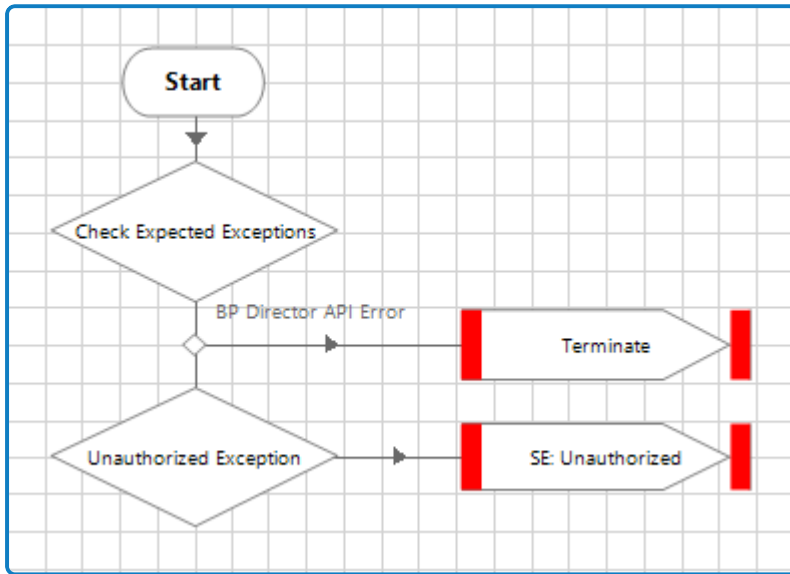 Start
Check Expected Exceptions
BP Director API Error
Terminate
Unauthorized Exception
SE: Unauthorized